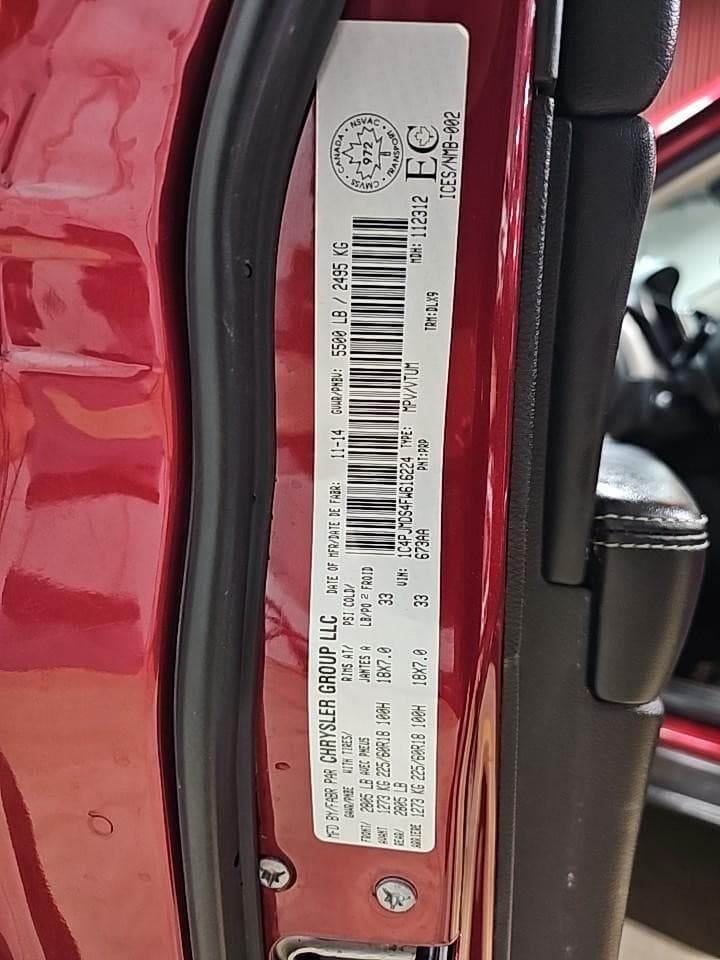 MFD BY/FABR PAR CHRYSLER GROUP LLC DATE OF MFR/DATE DE FABR: 11-14 GVWR/PNBV: 5500 LB / 2495 KG
GAWR/PNBE WITH TIRES/ RIMS AT/ PSI COLD/
FRONT/ 2805 LB AVEC PNEUS JANTES A LB/PO 2 FROID
AVANT 1273 KG 225/60R18 100H 18X7.0 33
REAR/ 2805 LB
ARRIERE 1273 KG 225/60R18 100H 18X7.0 33
VIN: 1C4PJMDS4FW616224 TYPE: MPV/VTUM MDH: 112312
673AA PNT:PRP TRM:DLX9
CANADA • NSVAC • TRANSPORT • CMVSS •
972
EC
ICES/NMB-002